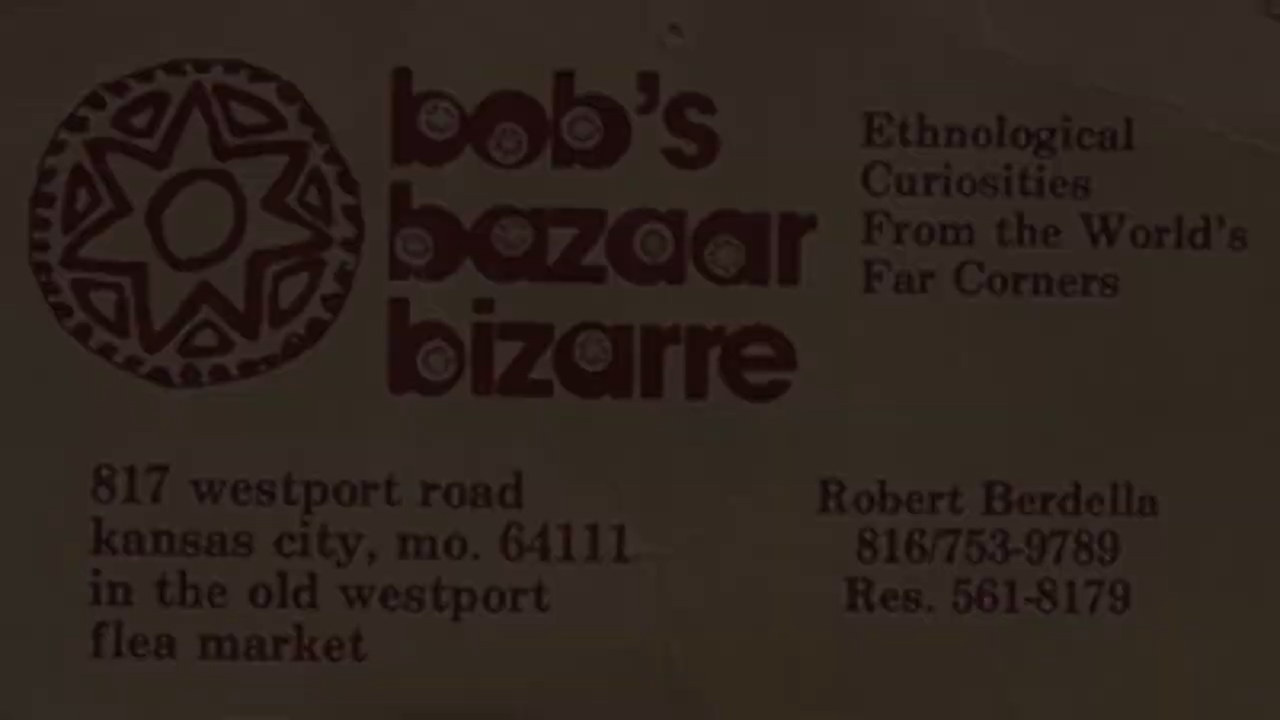 bob's
bazaar
bizarre
Ethnological
Curiosities
From the World's
Far Corners
817 westport road
kansas city, mo. 64111
in the old westport
flea market
Robert Berdella
816/753-9789
Res. 561-8179